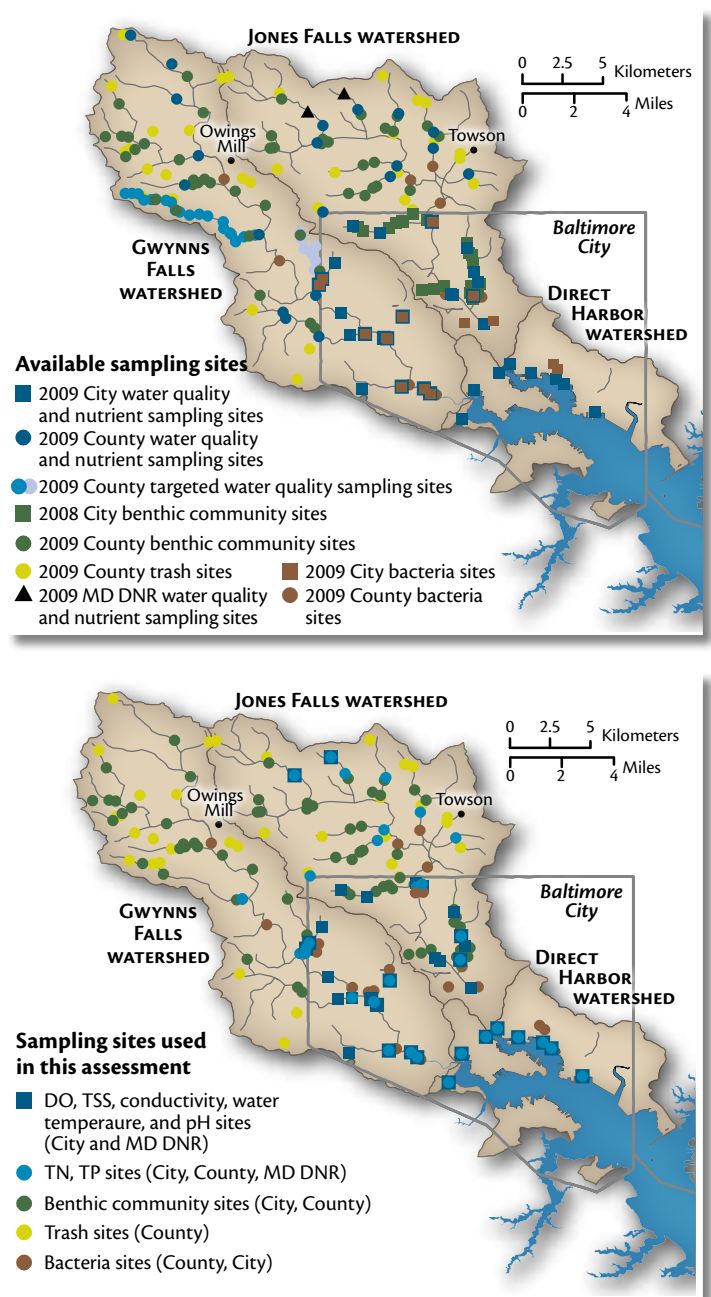 JONES FALLS WATERSHED
0 2.5 5 Kilometers
0 2 4 Miles
Owings
Mill
Towson
Baltimore
City
GWYNNS
FALLS
WATERSHED
DIRECT
HARBOR
WATERSHED
Available sampling sites
2009 City water quality
and nutrient sampling sites
2009 County water quality
and nutrient sampling sites
2009 County targeted water quality sampling sites
2008 City benthic community sites
2009 County benthic community sites
2009 County trash sites
2009 City bacteria sites
2009 MD DNR water quality
and nutrient sampling sites
2009 County bacteria
sites
JONES FALLS WATERSHED
0 2.5 5 Kilometers
0 2 4 Miles
Owings
Mill
Towson
Baltimore
City
GWYNNS
FALLS
WATERSHED
DIRECT
HARBOR
WATERSHED
Sampling sites used
in this assessment
DO, TSS, conductivity, water
temperaure, and pH sites
(City and MD DNR)
TN, TP sites (City, County, MD DNR)
Benthic community sites (City, County)
Trash sites (County)
Bacteria sites (County, City)